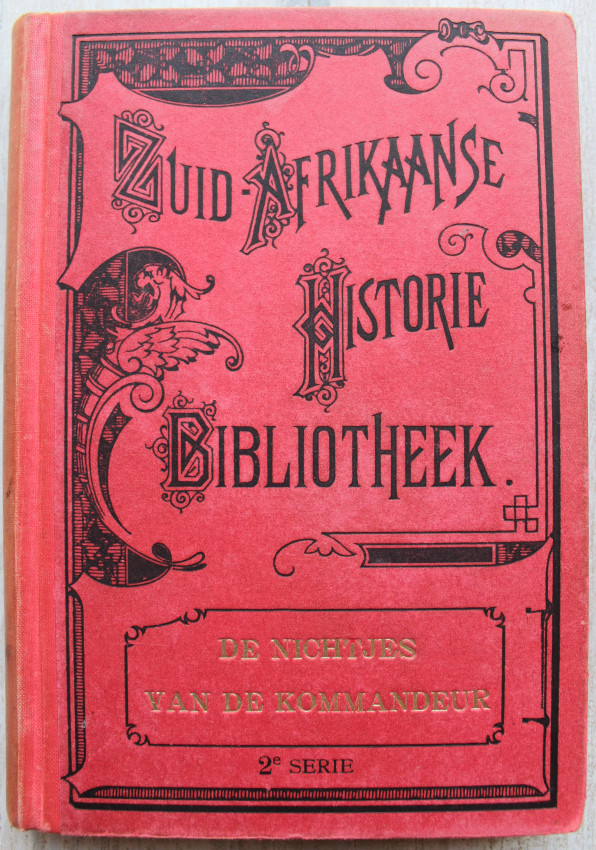 ZUID-AFRIKAANSE
HISTORIE
BIBLIOTHEEK.
DE NICHTJES
VAN DE KOMMANDEUR
2e SERIE